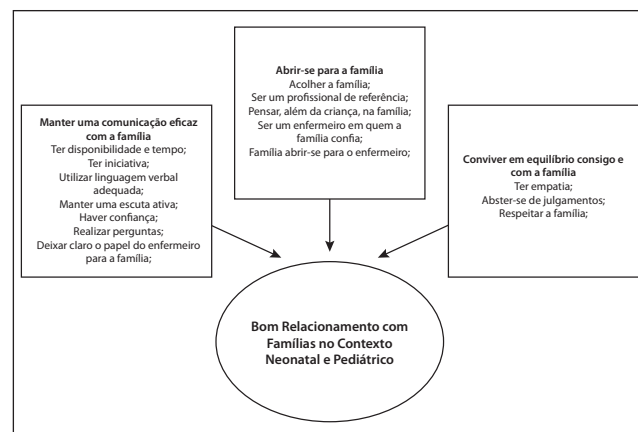 Manter uma comunicação eficaz
com a família
Ter disponibilidade e tempo;
Ter iniciativa;
Utilizar linguagem verbal
adequada;
Manter uma escuta ativa;
Haver confiança;
Realizar perguntas;
Deixar claro o papel do enfermeiro
para a família;
Abrir-se para a família
Acolher a família;
Ser um profissional de referência;
Pensar, além da criança, na família;
Ser um enfermeiro em quem a
família confia;
Família abrir-se para o enfermeiro;
Conviver em equilíbrio consigo e
com a família
Ter empatia;
Abster-se de julgamentos;
Respeitar a família;
Bom Relacionamento com
Famílias no Contexto
Neonatal e Pediátrico